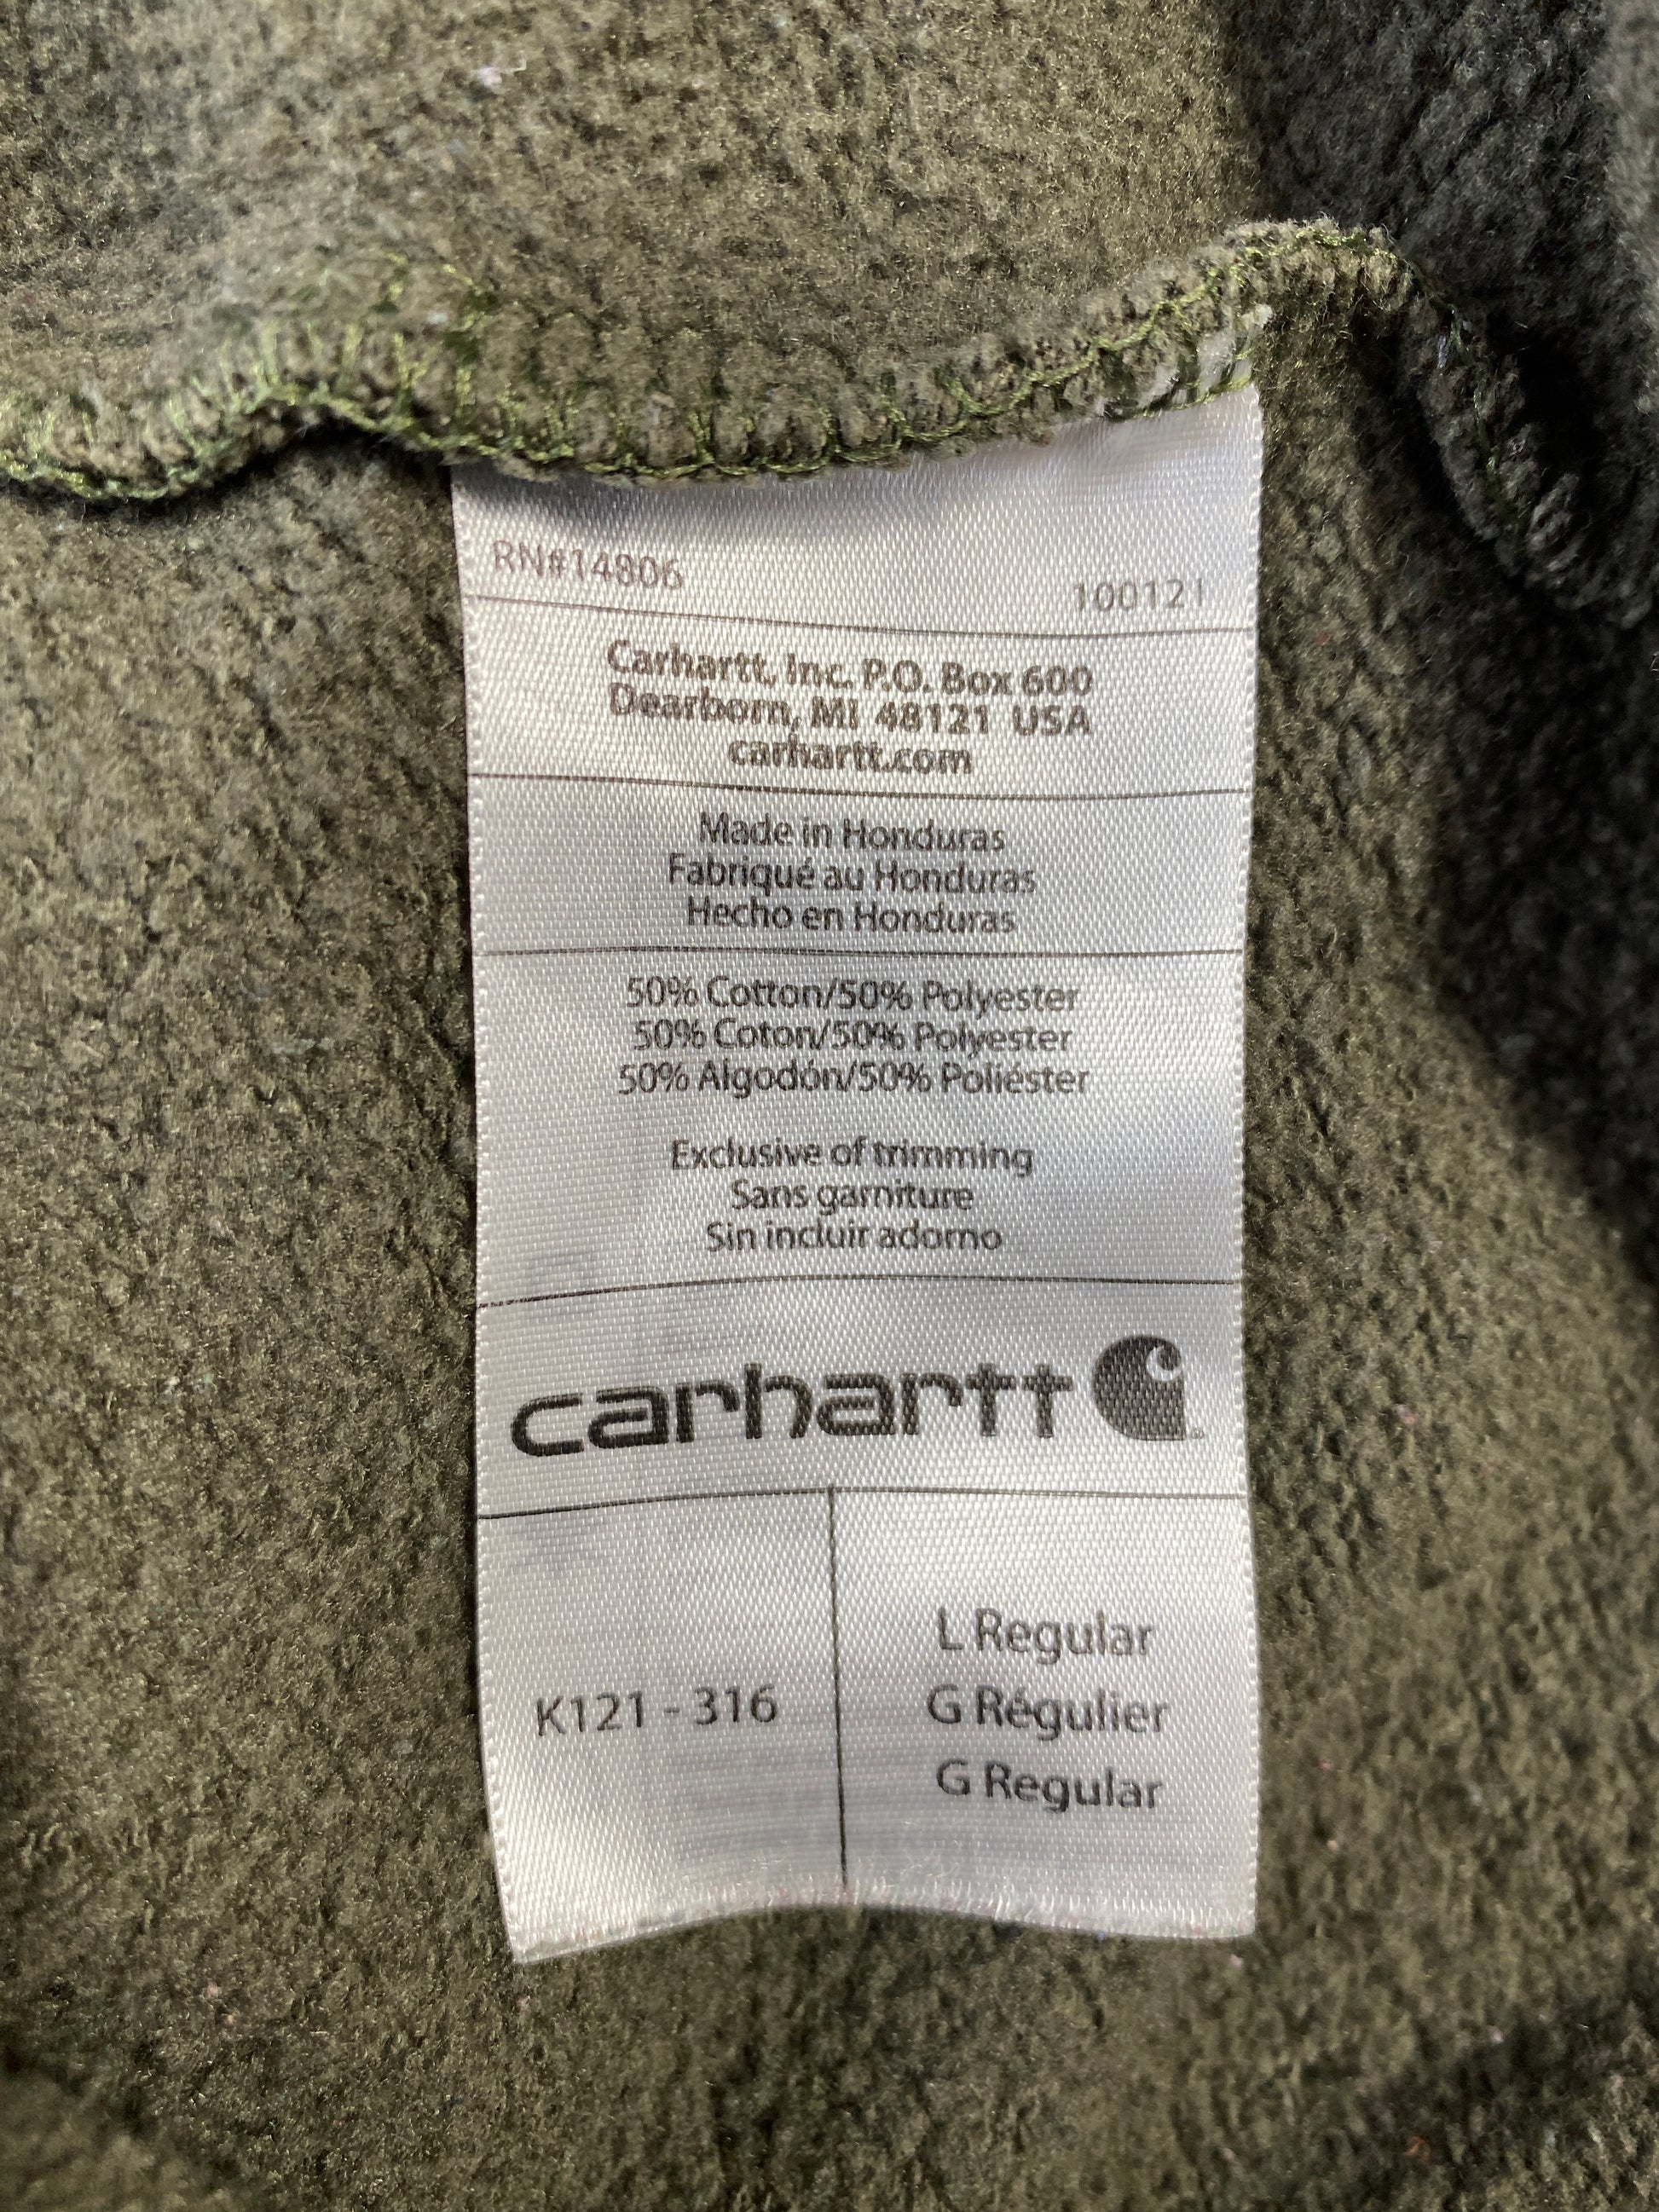 RN#14806
100121
Carhartt, Inc. P.O. Box 600
Dearborn, MI 48121 USA
carhartt.com
Made in Honduras
Fabriqué au Honduras
Hecho en Honduras
50% Cotton/50% Polyester
50% Coton/50% Polyester
50% Algodón/50% Poliéster
Exclusive of trimming
Sans garniture
Sin incluir adorno
carhartt
K121 - 316
L Regular
G Régulier
G Regular